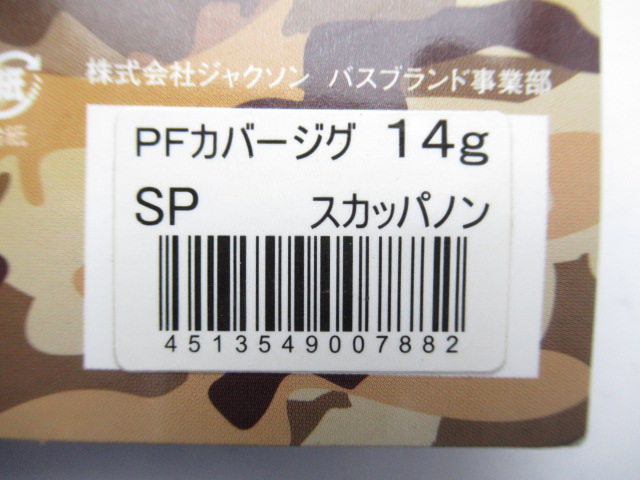 紙
株式会社ジャクソン バスブランド事業部
PFカバージグ 14g
SP スカッパノン
4513549007882